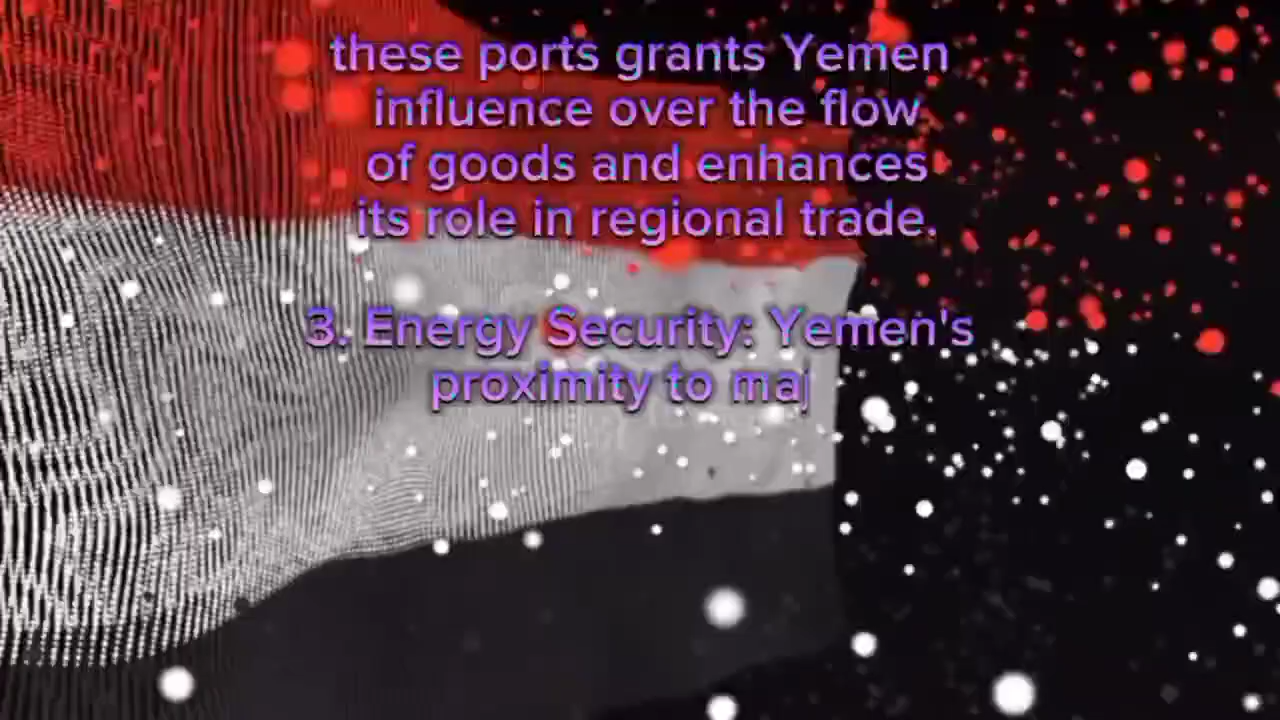 these ports grants Yemen
influence over the flow
of goods and enhances
its role in regional trade.
3. Energy Security: Yemen's
proximity to maj